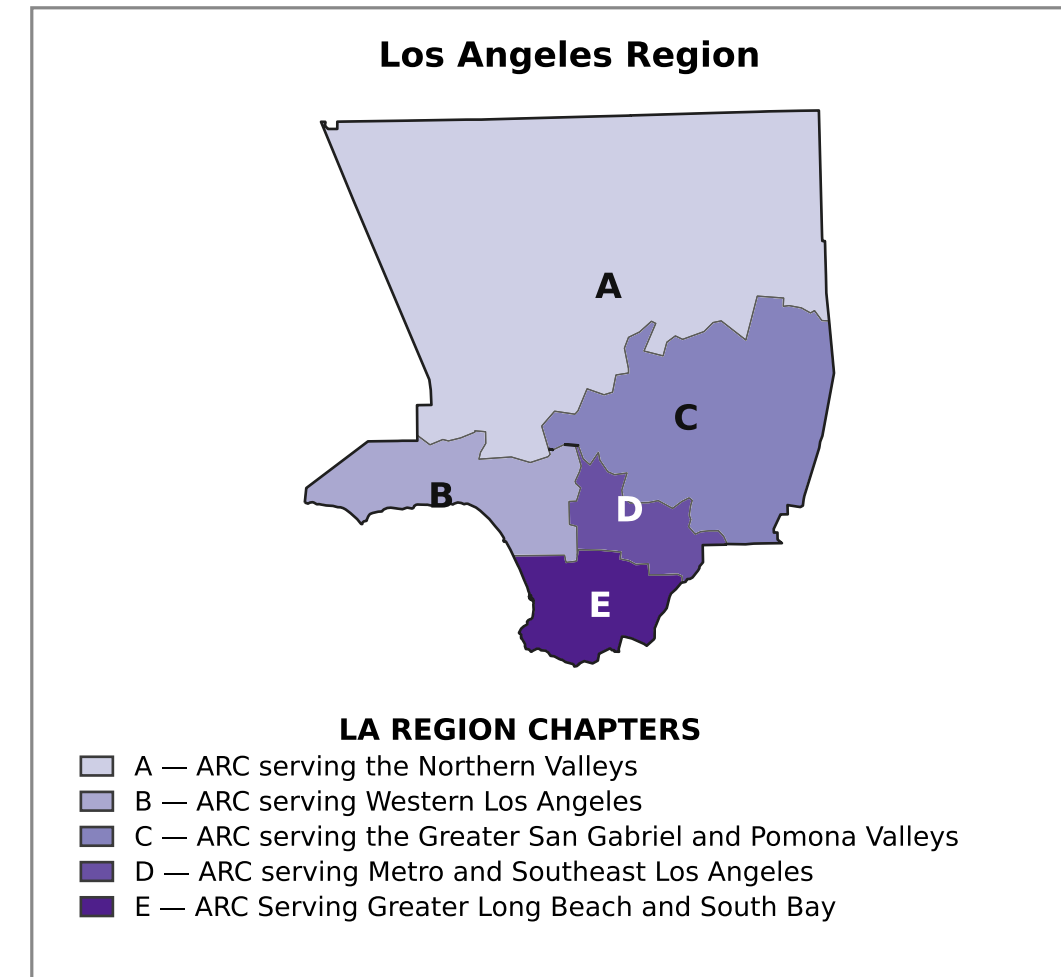 Los Angeles Region
A
C
B
D
E
LA REGION CHAPTERS
A — ARC serving the Northern Valleys
B — ARC serving Western Los Angeles
C — ARC serving the Greater San Gabriel and Pomona Valleys
D — ARC serving Metro and Southeast Los Angeles
E — ARC Serving Greater Long Beach and South Bay